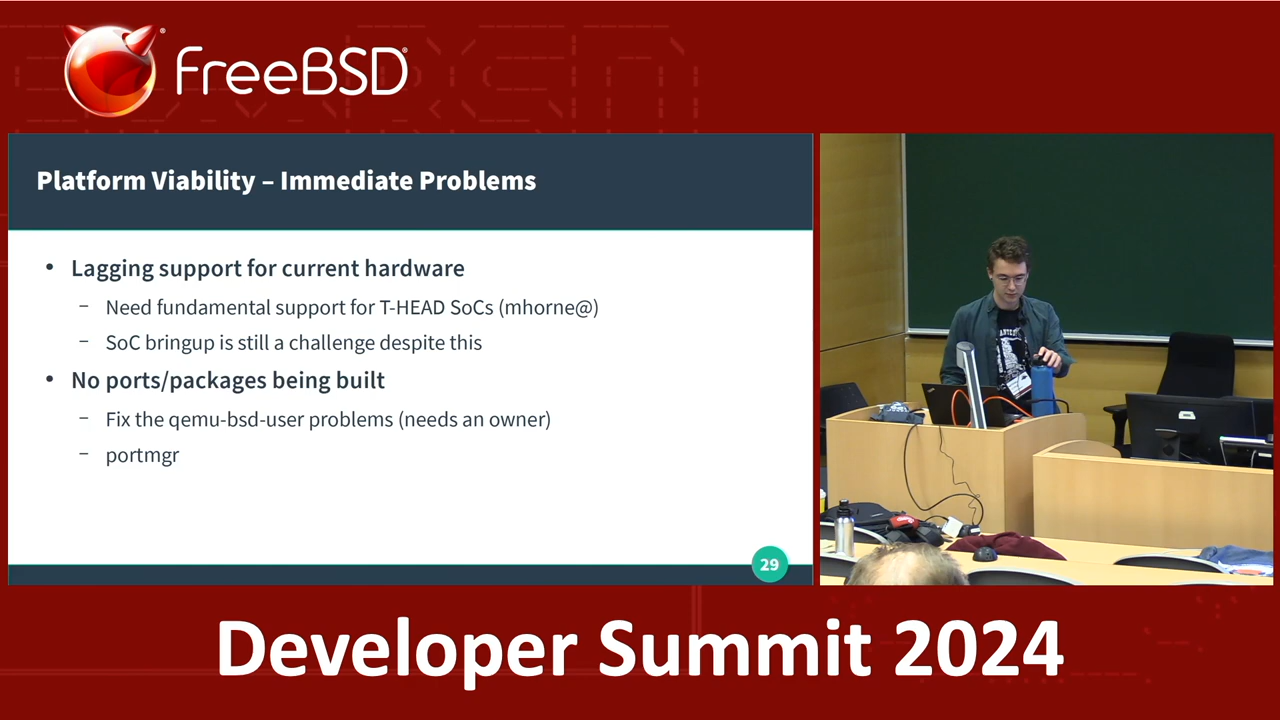 FreeBSD®
Platform Viability – Immediate Problems
• Lagging support for current hardware
– Need fundamental support for T-HEAD SoCs (mhorne@)
– SoC bringup is still a challenge despite this
• No ports/packages being built
– Fix the qemu-bsd-user problems (needs an owner)
– portmgr
29
Developer Summit 2024